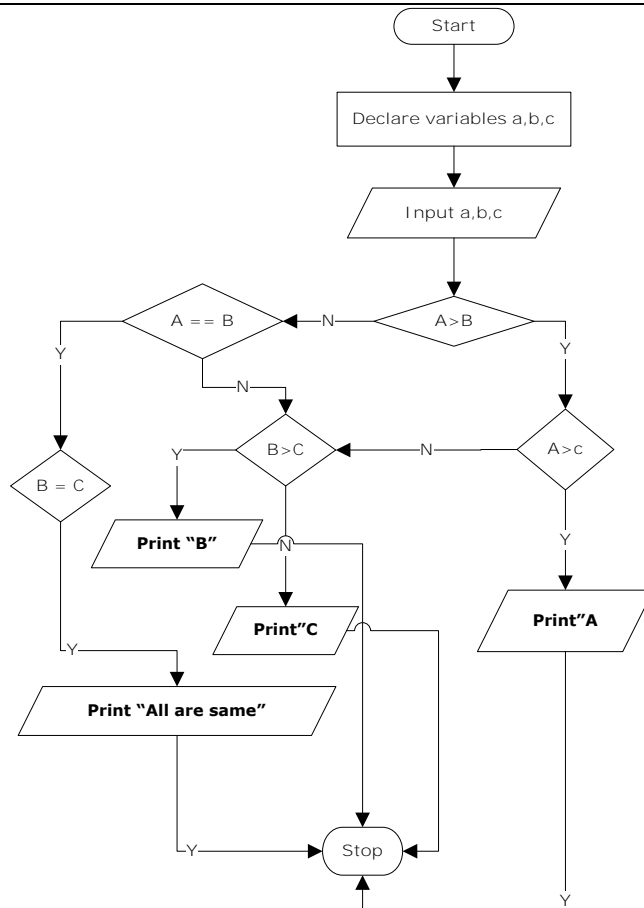 Start
Declare variables a,b,c
Input a,b,c
A>B
N
A == B
Y
Y
N
A>c
N
B>C
Y
B = C
Y
Print “B”
N
Print”A
Print”C
Y
Print “All are same”
Y
Stop
Y